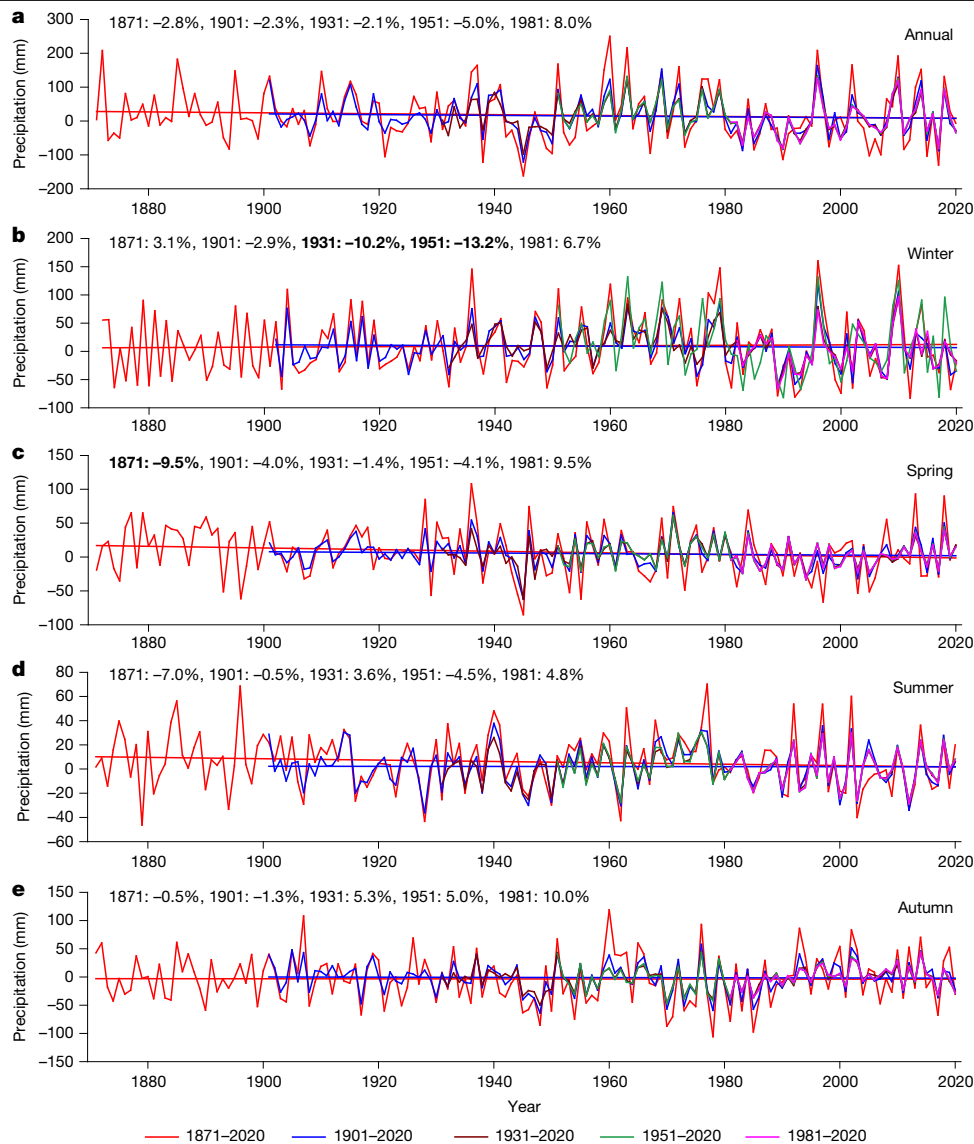 a
1871: –2.8%, 1901: –2.3%, 1931: –2.1%, 1951: –5.0%, 1981: 8.0%
Annual
Precipitation (mm)
300
200
100
0
–100
–200
1880 1900 1920 1940 1960 1980 2000 2020
b
1871: 3.1%, 1901: –2.9%, 1931: –10.2%, 1951: –13.2%, 1981: 6.7%
Winter
Precipitation (mm)
200
150
100
50
0
–50
–100
1880 1900 1920 1940 1960 1980 2000 2020
c
1871: –9.5%, 1901: –4.0%, 1931: –1.4%, 1951: –4.1%, 1981: 9.5%
Spring
Precipitation (mm)
150
100
50
0
–50
–100
1880 1900 1920 1940 1960 1980 2000 2020
d
1871: –7.0%, 1901: –0.5%, 1931: 3.6%, 1951: –4.5%, 1981: 4.8%
Summer
Precipitation (mm)
80
60
40
20
0
–20
–40
–60
1880 1900 1920 1940 1960 1980 2000 2020
e
1871: –0.5%, 1901: –1.3%, 1931: 5.3%, 1951: 5.0%, 1981: 10.0%
Autumn
Precipitation (mm)
150
100
50
0
–50
–100
–150
1880 1900 1920 1940 1960 1980 2000 2020
Year
1871–2020 1901–2020 1931–2020 1951–2020 1981–2020